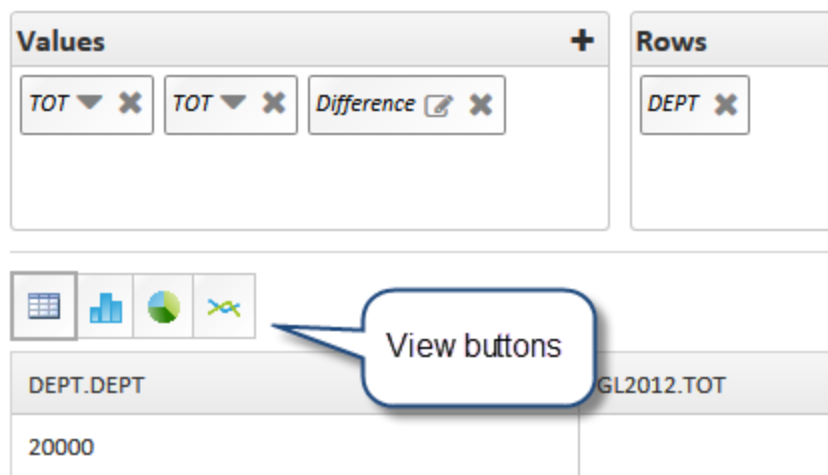 Values Rows
TOT TOT Difference DEPT
View buttons
DEPT.DEPT GL2012.TOT
20000